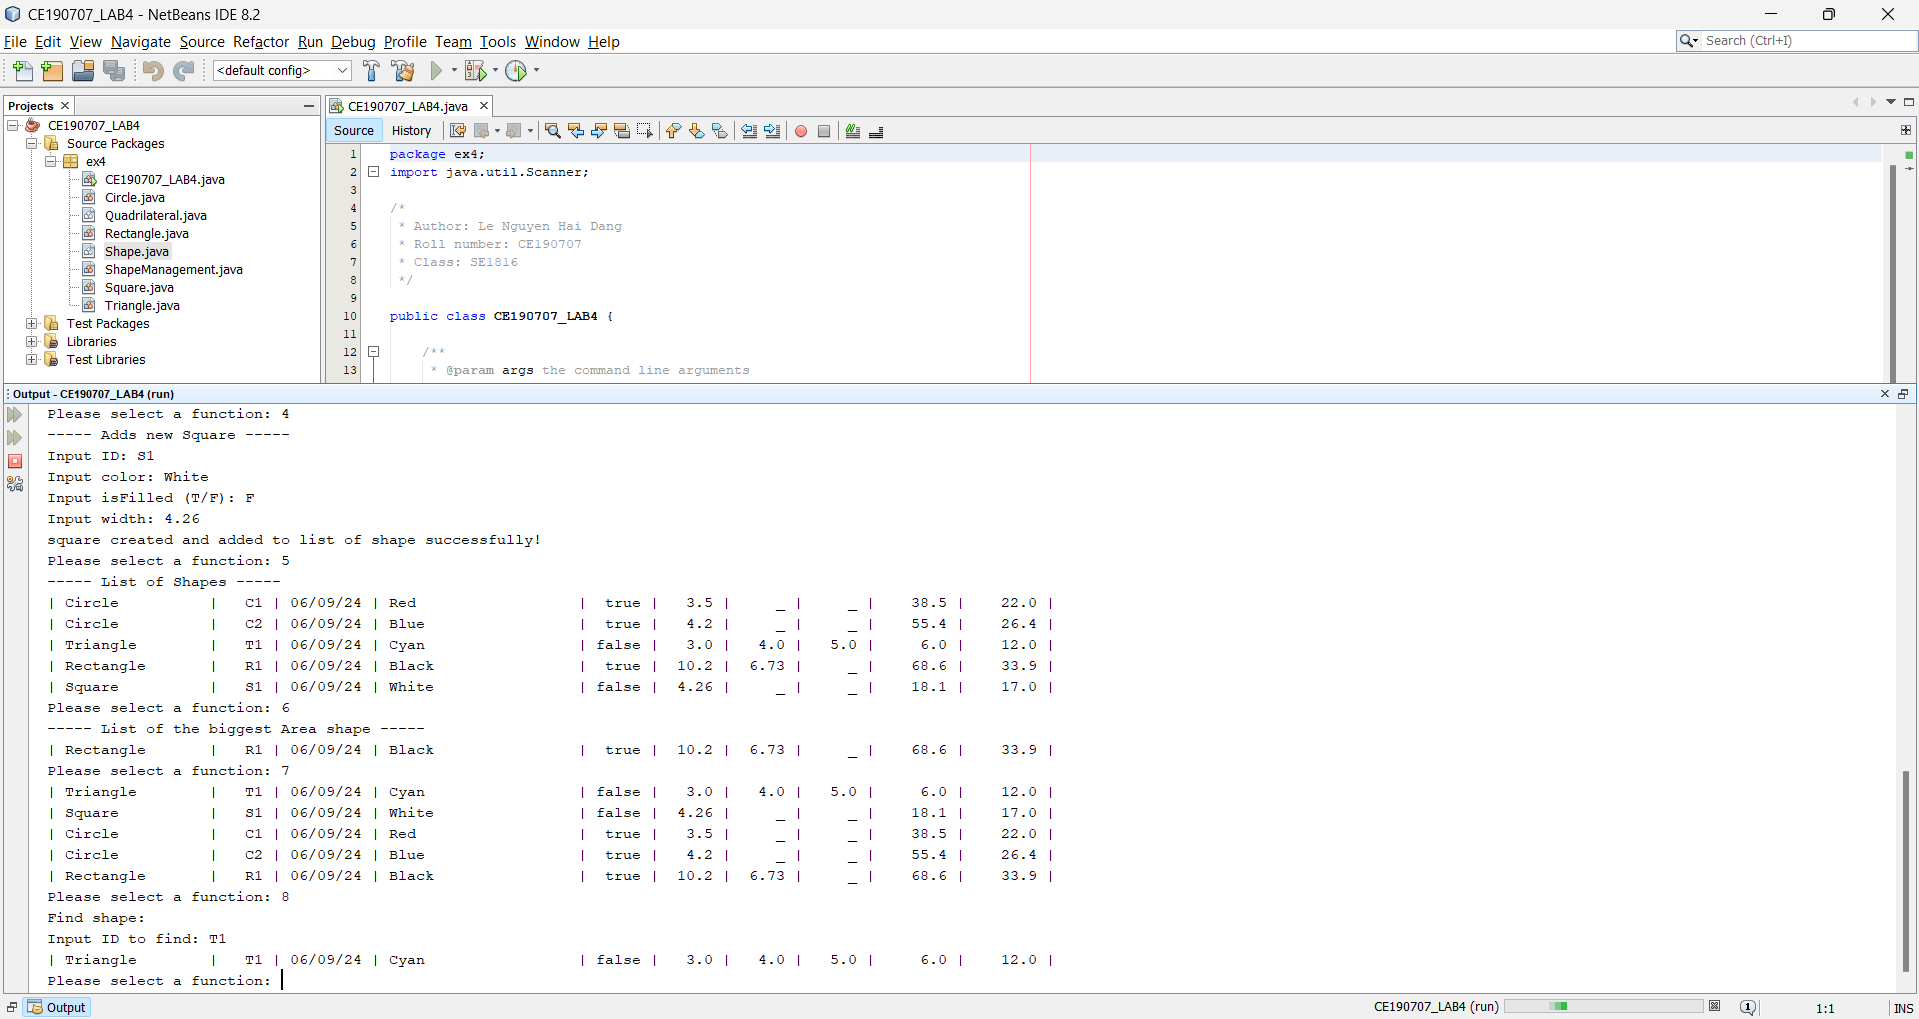 CE190707_LAB4 - NetBeans IDE 8.2
File Edit View Navigate Source Refactor Run Debug Profile Team Tools Window Help
Search (Ctrl+I)
<default config>
Projects
CE190707_LAB4
Source Packages
ex4
CE190707_LAB4.java
Circle.java
Quadrilateral.java
Rectangle.java
Shape.java
ShapeManagement.java
Square.java
Triangle.java
Test Packages
Libraries
Test Libraries
CE190707_LAB4.java
Source History
1 package ex4;
2 import java.util.Scanner;
3
4 /*
5 * Author: Le Nguyen Hai Dang
6 * Roll number: CE190707
7 * Class: SE1816
8 */
9
10 public class CE190707_LAB4 {
11
12 /**
13 * @param args the command line arguments
Output - CE190707_LAB4 (run)
Please select a function: 4
----- Adds new Square -----
Input ID: S1
Input color: White
Input isFilled (T/F): F
Input width: 4.26
square created and added to list of shape successfully!
Please select a function: 5
----- List of Shapes -----
| Circle | C1 | 06/09/24 | Red | true | 3.5 | _ | _ | 38.5 | 22.0 |
| Circle | C2 | 06/09/24 | Blue | true | 4.2 | _ | _ | 55.4 | 26.4 |
| Triangle | T1 | 06/09/24 | Cyan | false | 3.0 | 4.0 | 5.0 | 6.0 | 12.0 |
| Rectangle | R1 | 06/09/24 | Black | true | 10.2 | 6.73 | _ | 68.6 | 33.9 |
| Square | S1 | 06/09/24 | White | false | 4.26 | _ | _ | 18.1 | 17.0 |
Please select a function: 6
----- List of the biggest Area shape -----
| Rectangle | R1 | 06/09/24 | Black | true | 10.2 | 6.73 | _ | 68.6 | 33.9 |
Please select a function: 7
| Triangle | T1 | 06/09/24 | Cyan | false | 3.0 | 4.0 | 5.0 | 6.0 | 12.0 |
| Square | S1 | 06/09/24 | White | false | 4.26 | _ | _ | 18.1 | 17.0 |
| Circle | C1 | 06/09/24 | Red | true | 3.5 | _ | _ | 38.5 | 22.0 |
| Circle | C2 | 06/09/24 | Blue | true | 4.2 | _ | _ | 55.4 | 26.4 |
| Rectangle | R1 | 06/09/24 | Black | true | 10.2 | 6.73 | _ | 68.6 | 33.9 |
Please select a function: 8
Find shape:
Input ID to find: T1
| Triangle | T1 | 06/09/24 | Cyan | false | 3.0 | 4.0 | 5.0 | 6.0 | 12.0 |
Please select a function:
Output
CE190707_LAB4 (run)
1
1:1
INS